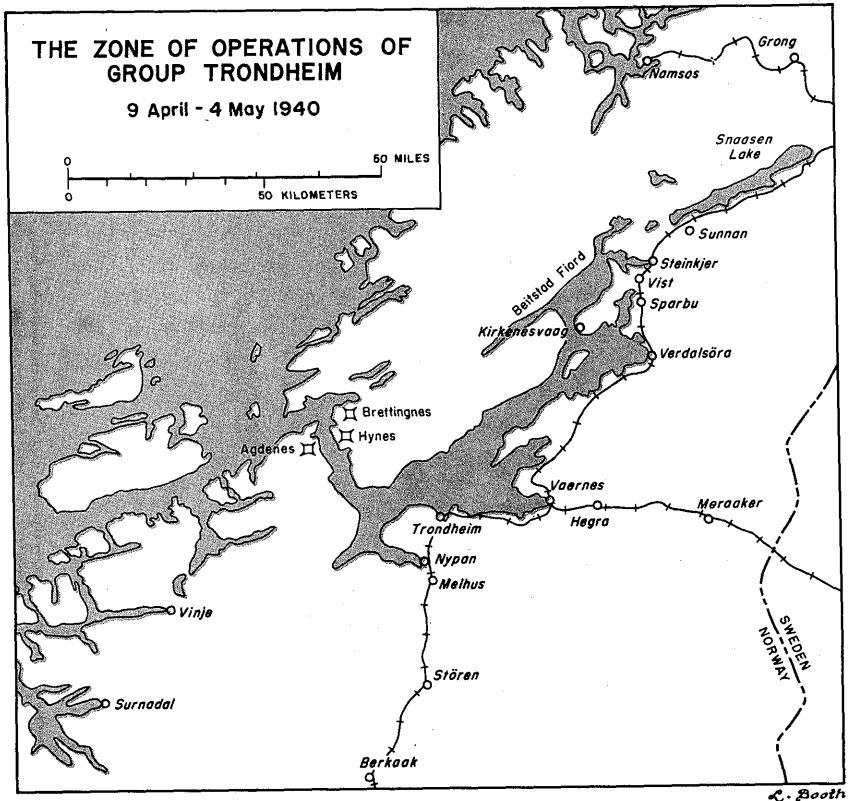 THE ZONE OF OPERATIONS OF
GROUP TRONDHEIM
9 April - 4 May 1940
0
50 MILES
0
50 KILOMETERS
Grong
Namsos
Snaasen
Lake
Sunnan
Steinkjer
Beitstad Fiord
Vist
Sparbu
Kirkenesvaag
Verdalsöra
Brettingnes
Hynes
Agdenes
Vaernes
Trondheim
Hegra
Meraaker
Nypan
Melhus
Vinje
SWEDEN
NORWAY
Stören
Surnadal
Berkaak
L. Booth